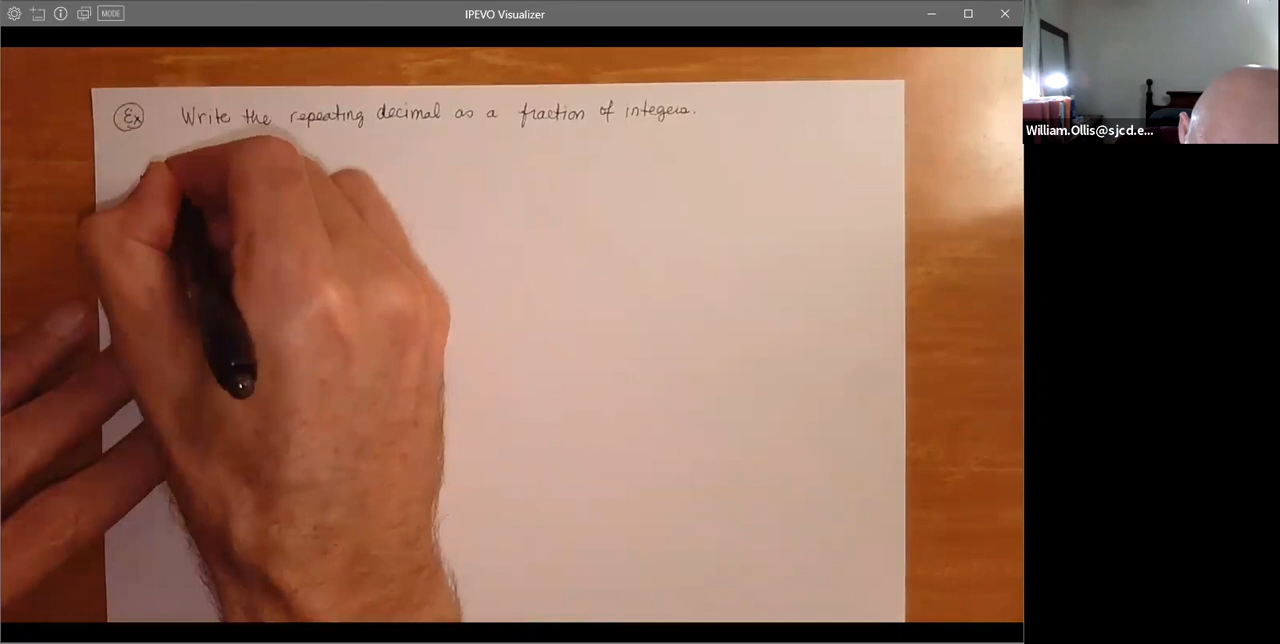 MODE
IPEVO Visualizer
Ex Write the repeating decimal as a fraction of integers.
William.Ollis@sjcd.e...